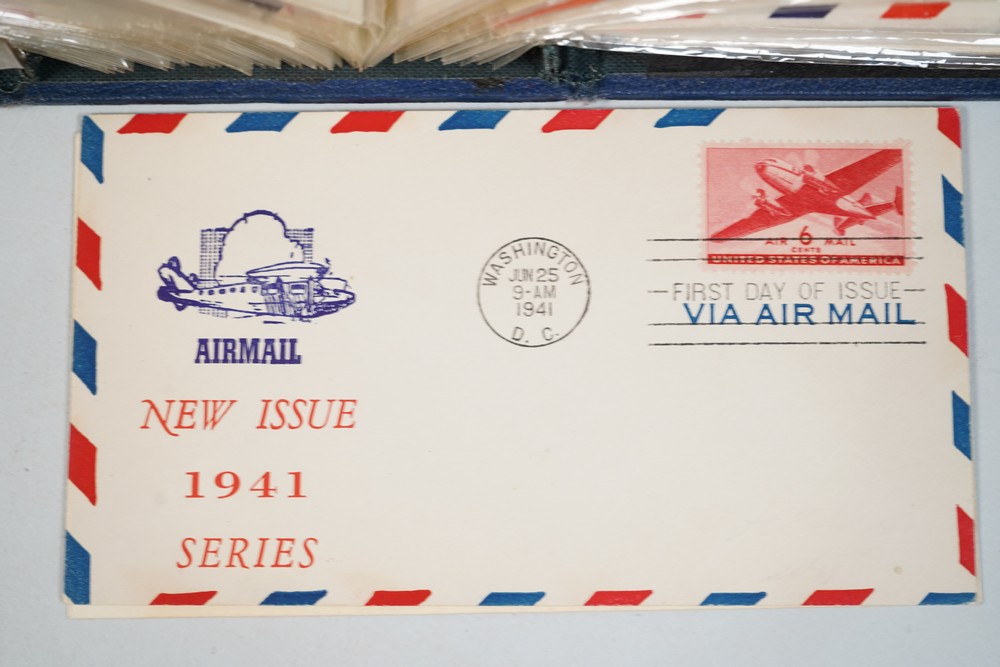 AIR 6 MAIL
CENTS
UNITED STATES OF AMERICA
WASHINGTON
JUN 25
9-AM
1941
D. C.
FIRST DAY OF ISSUE
VIA AIR MAIL
AIRMAIL
NEW ISSUE
1941
SERIES